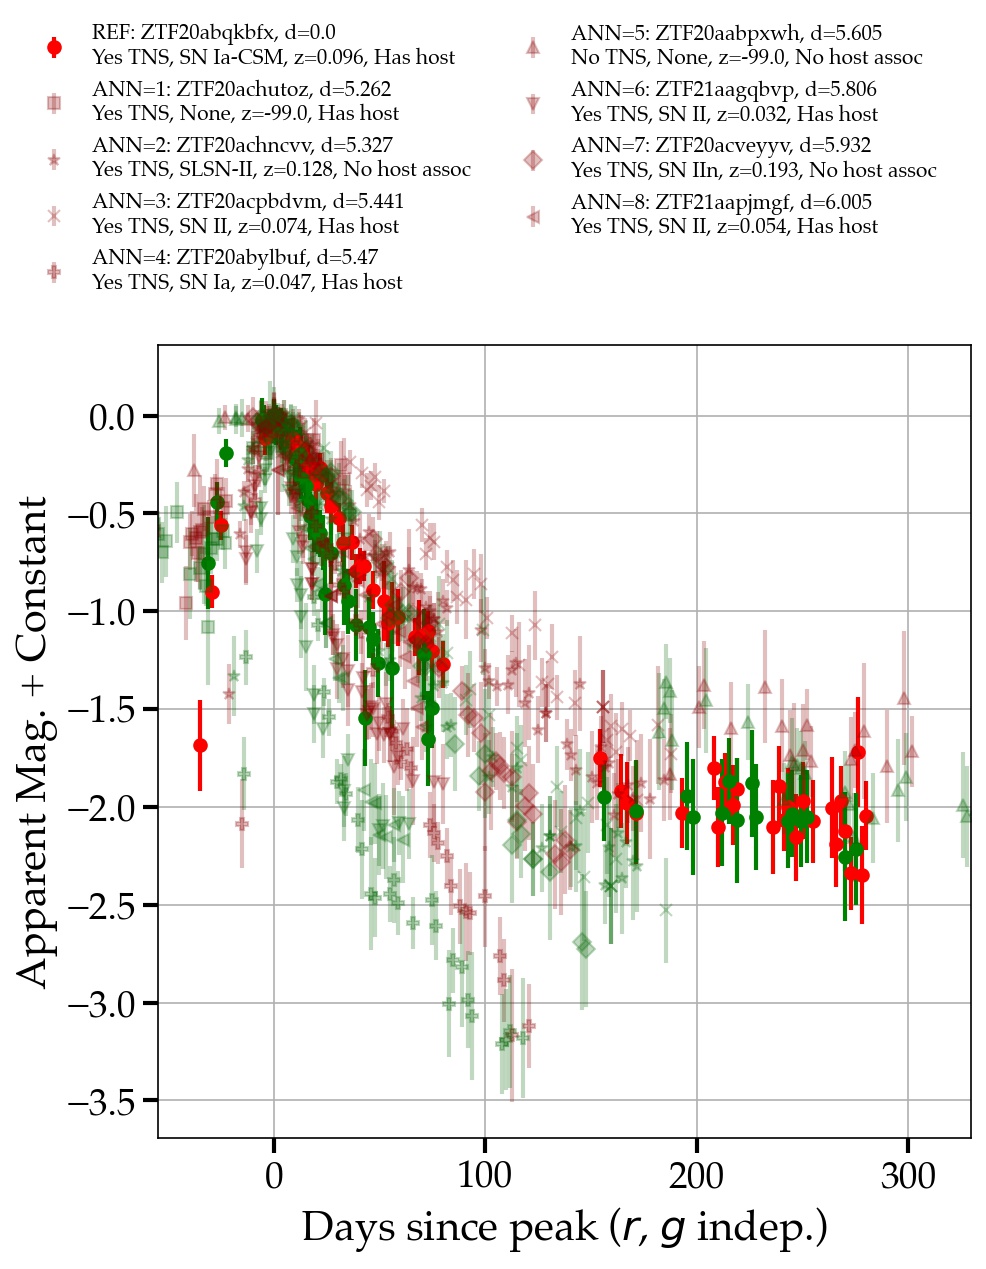 REF: ZTF20abqkbfx, d=0.0
Yes TNS, SN Ia-CSM, z=0.096, Has host
ANN=1: ZTF20achutoz, d=5.262
Yes TNS, None, z=-99.0, Has host
ANN=2: ZTF20achncvv, d=5.327
Yes TNS, SLSN-II, z=0.128, No host assoc
ANN=3: ZTF20acpbdvm, d=5.441
Yes TNS, SN II, z=0.074, Has host
ANN=4: ZTF20abylbuf, d=5.47
Yes TNS, SN Ia, z=0.047, Has host
ANN=5: ZTF20aabpxwh, d=5.605
No TNS, None, z=-99.0, No host assoc
ANN=6: ZTF21aagqbvp, d=5.806
Yes TNS, SN II, z=0.032, Has host
ANN=7: ZTF20acveyyv, d=5.932
Yes TNS, SN IIn, z=0.193, No host assoc
ANN=8: ZTF21aapjmgf, d=6.005
Yes TNS, SN II, z=0.054, Has host
Apparent Mag. + Constant
0.0
−0.5
−1.0
−1.5
−2.0
−2.5
−3.0
−3.5
0 100 200 300
Days since peak (r, g indep.)